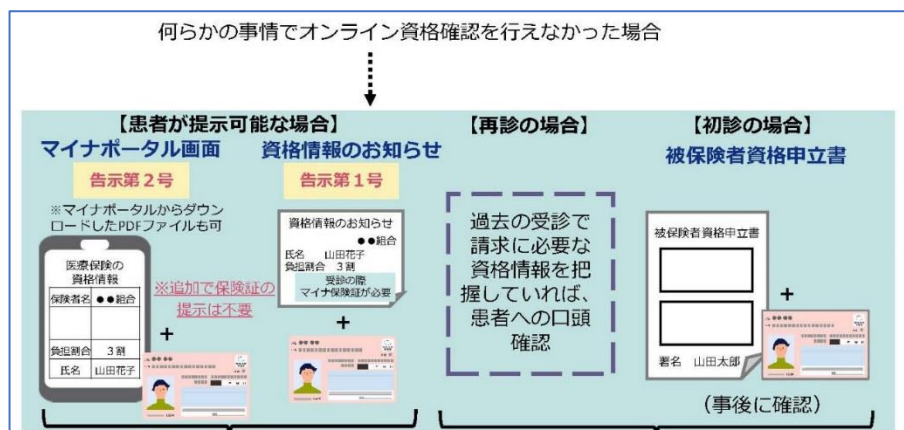 何らかの事情でオンライン資格確認を行えなかった場合
【患者が提示可能な場合】
マイナポータル画面
告示第2号
※マイナポータルからダウン
ロードしたPDFファイルも可
医療保険の
資格情報
保険者名 ●●組合
負担割合 3割
氏名 山田花子
※追加で保険証の
提示は不要
+
資格情報のお知らせ
告示第1号
資格情報のお知らせ
●●組合
氏名 山田花子
負担割合 3割
受診の際
マイナ保険証が必要
+
【再診の場合】
過去の受診で
請求に必要な
資格情報を把
握していれば、
患者への口頭
確認
【初診の場合】
被保険者資格申立書
被保険者資格申立書
署名 山田太郎
+
(事後に確認)